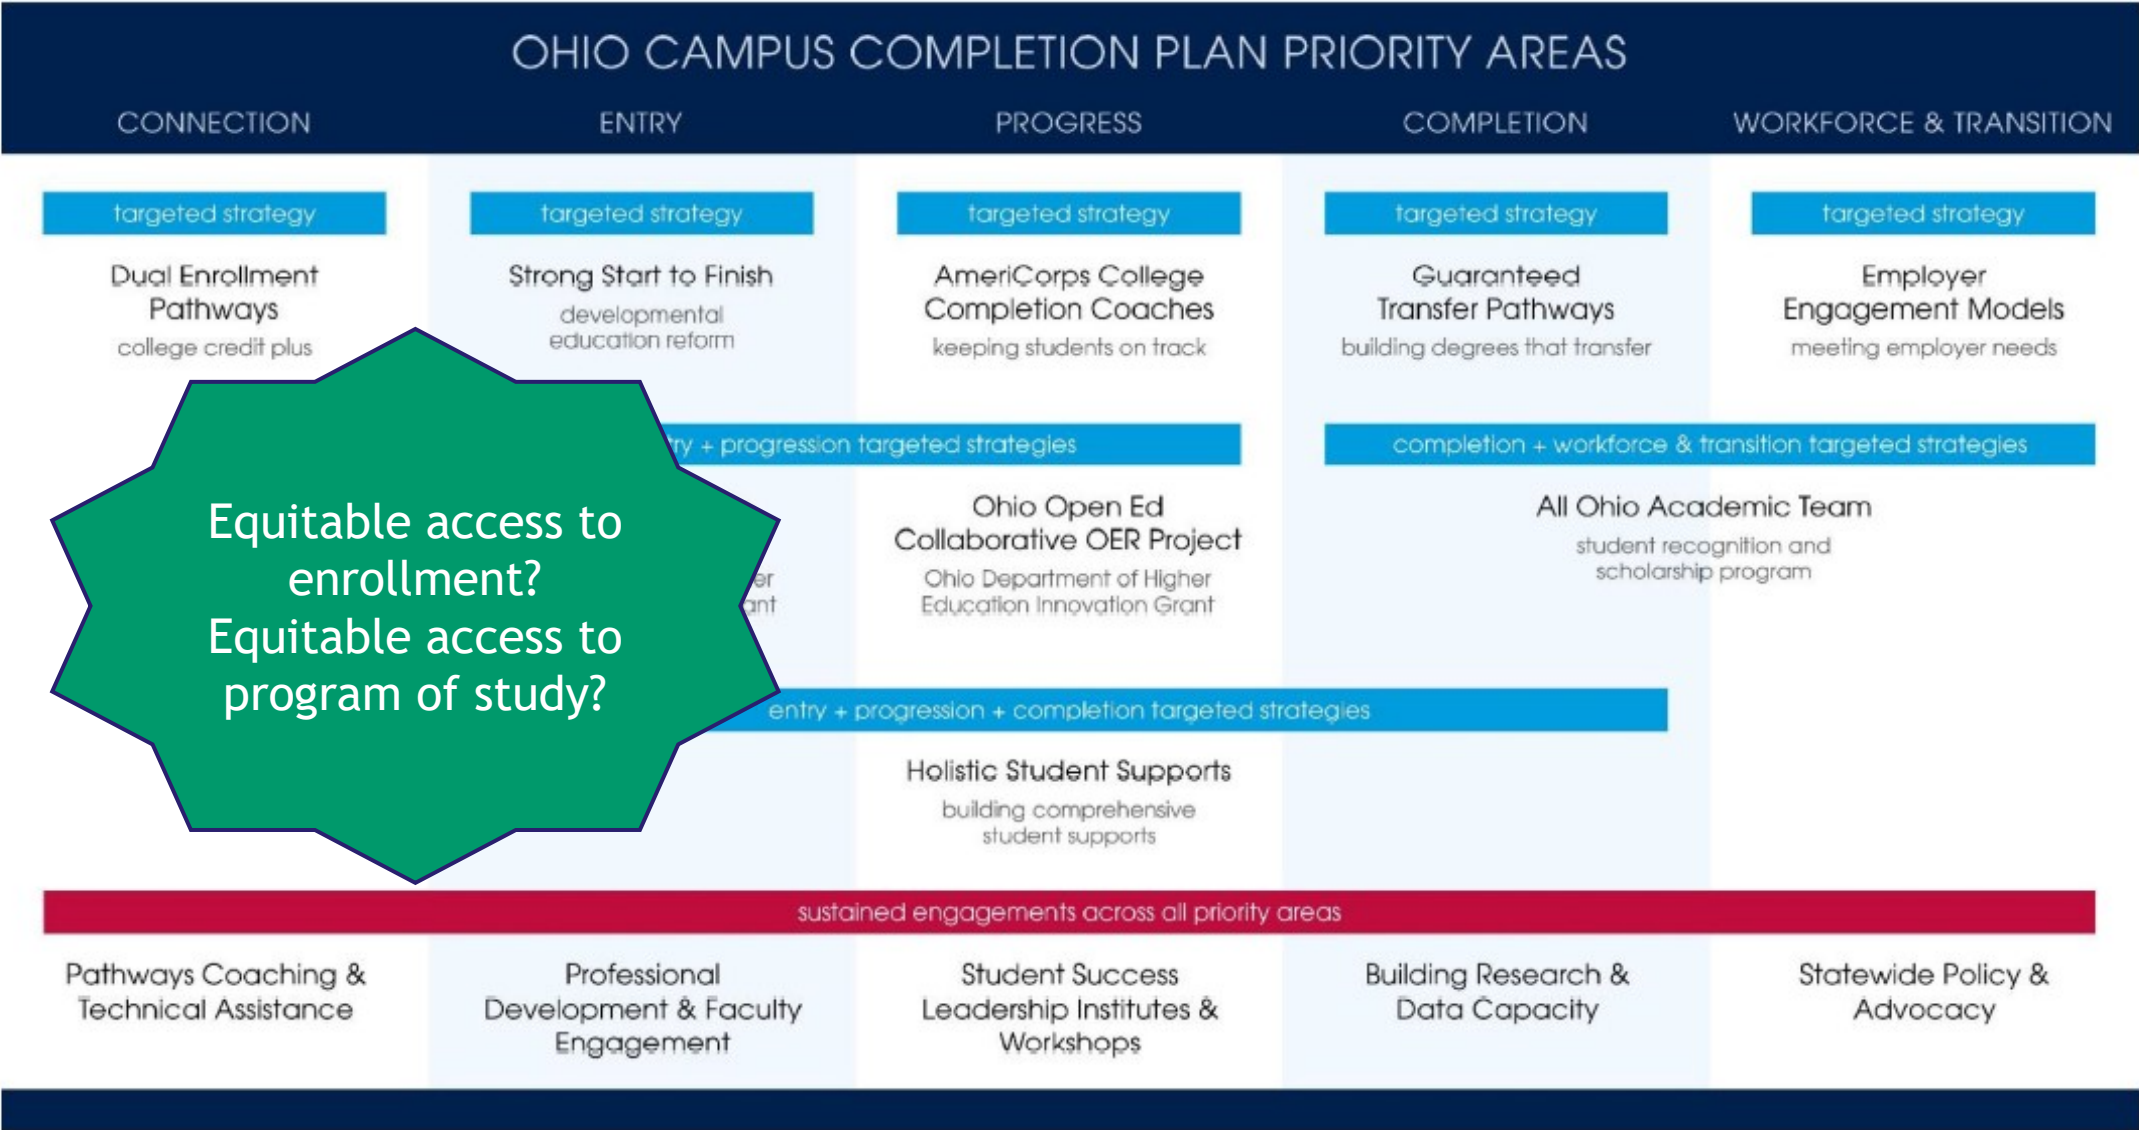 OHIO CAMPUS COMPLETION PLAN PRIORITY AREAS
CONNECTION
ENTRY
PROGRESS
COMPLETION
WORKFORCE & TRANSITION
targeted strategy
targeted strategy
targeted strategy
targeted strategy
targeted strategy
Dual Enrollment
Pathways
college credit plus
Strong Start to Finish
developmental
education reform
AmeriCorps College
Completion Coaches
keeping students on track
Guaranteed
Transfer Pathways
building degrees that transfer
Employer
Engagement Models
meeting employer needs
+ progression targeted strategies
completion + workforce & transition targeted strategies
Equitable access to
enrollment?
Equitable access to
program of study?
Ohio Open Ed
Collaborative OER Project
Ohio Department of Higher
Education Innovation Grant
All Ohio Academic Team
student recognition and
scholarship program
entry + progression + completion targeted strategies
Holistic Student Supports
building comprehensive
student supports
sustained engagements across all priority areas
Pathways Coaching &
Technical Assistance
Professional
Development & Faculty
Engagement
Student Success
Leadership Institutes &
Workshops
Building Research &
Data Capacity
Statewide Policy &
Advocacy